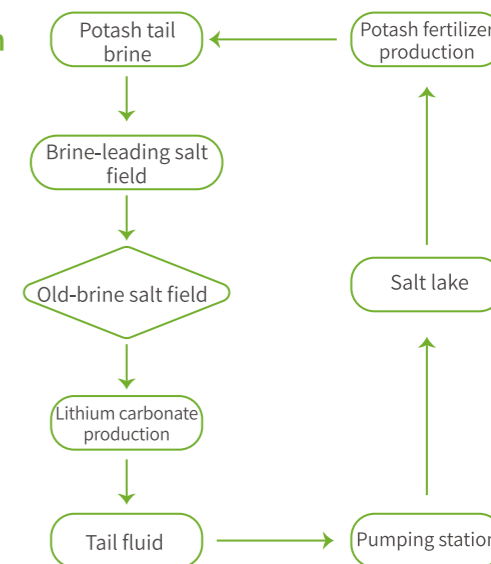 Potash tail
brine
Potash fertilizer
production
Brine-leading salt
field
Old-brine salt field
Salt lake
Lithium carbonate
production
Tail fluid
Pumping station